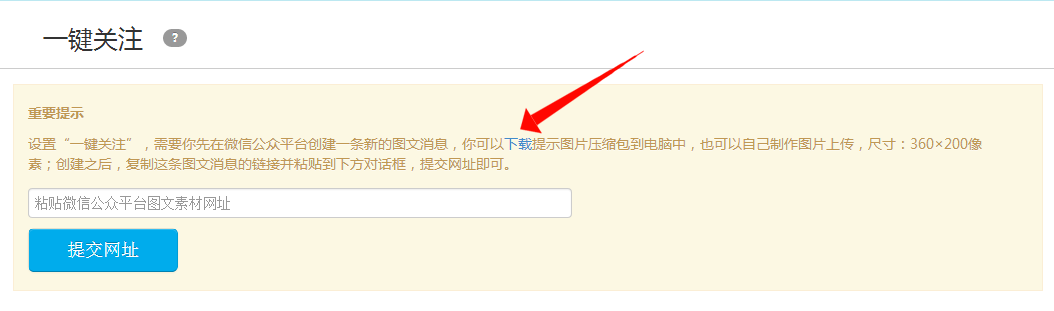 一键关注 ?
重要提示
设置“一键关注”，需要你先在微信公众平台创建一条新的图文消息，你可以下载提示图片压缩包到电脑中，也可以自己制作图片上传，尺寸：360×200像
素；创建之后，复制这条图文消息的链接并粘贴到下方对话框，提交网址即可。
粘贴微信公众平台图文素材网址
提交网址